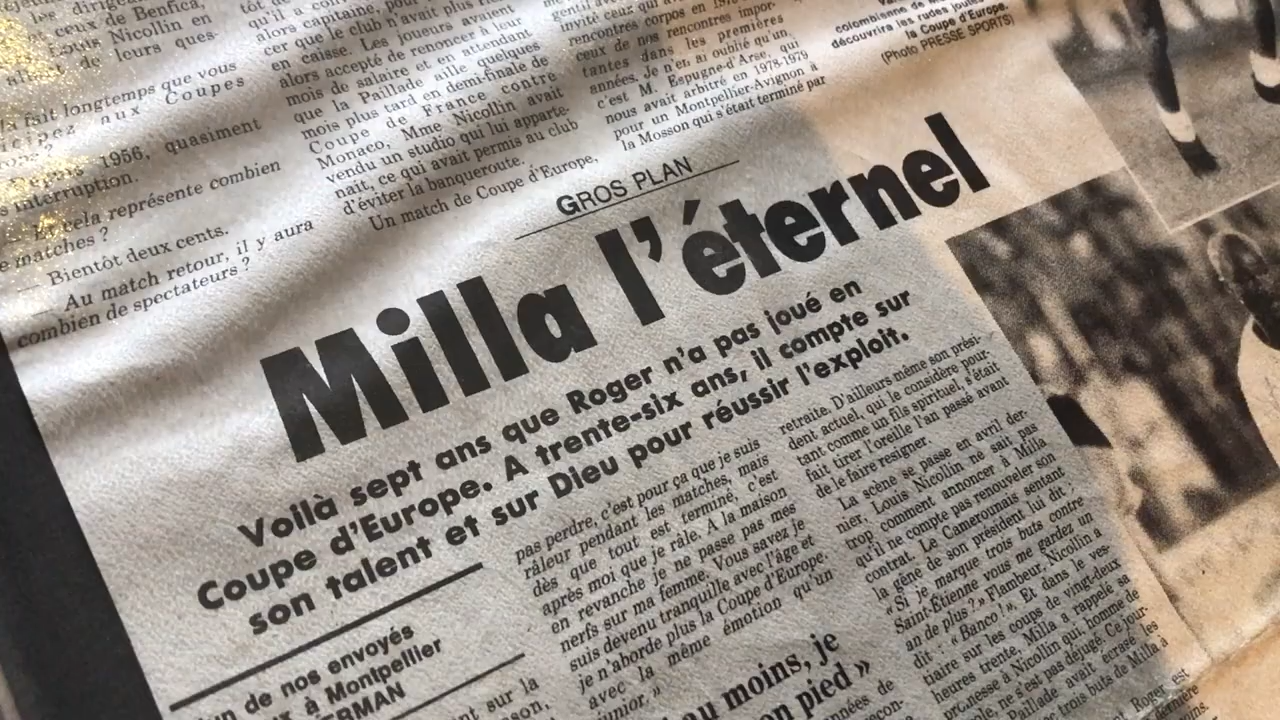 de Benfica,
ceux de
Louis Nicollin en
de leurs ques-
fait longtemps que vous
aux Coupes
1956, quasiment
interruption.
cela représente combien
matches ?
— Bientôt deux cents.
— Au match retour, il y aura
combien de spectateurs ?
alors capitaine, pour
cer que le club n'avait plus
en caisse. Les joueurs avaient
alors accepté de renoncer à leur
mois de salaire et en attendant
que la Paillade aille quelques
mois plus tard en demi-finale de
Coupe de France contre
Monaco, Mme Nicollin avait
vendu un studio qui lui apparte-
nait, ce qui avait permis au club
d'éviter la banqueroute.
Un match de Coupe d'Europe,
invité celui qui
rencontres corpos en
ceux de nos rencontres impor-
tantes dans les premières
années. Je n'en ai oublié qu'un
c'est M. Espugne-d'Arse, qui
nous avait arbitré en 1978-1979
pour un Montpellier-Avignon à
la Mosson qui s'était terminé par
colombienne de
découvrira les rudes joutes de
la Coupe d'Europe.
(Photo PRESSE SPORTS)
GROS PLAN
Milla l'éternel
Voilà sept ans que Roger n'a pas joué en
Coupe d'Europe. A trente-six ans, il compte sur
son talent et sur Dieu pour réussir l'exploit.
un de nos envoyés
à Montpellier
ERMAN
sur la
pas perdre, c'est pour ça que je suis
râleur pendant les matches, mais
dès que tout est terminé, c'est
après moi que je râle. A la maison
en revanche je ne passe pas mes
nerfs sur ma femme. Vous savez je
suis devenu tranquille avec l'âge et
je n'aborde plus la Coupe d'Europe
avec la même émotion qu'un
junior. »
au moins, je
on pied »
années de
retraite. D'ailleurs même son prési-
dent actuel, qui le considère pour-
tant comme un fils spirituel, s'était
fait tirer l'oreille l'an passé avant
de le faire resigner.
La scène se passe en avril der-
nier, Louis Nicollin ne sait pas
trop comment annoncer à Milla
qu'il ne compte pas renouveler son
contrat. Le Camerounais sentant
la gêne de son président lui dit :
« Si je marque trois buts contre
Saint-Etienne vous me gardez un
an de plus ? » Flambeur, Nicollin a
dit : « Banco ! ». Et dans le ves-
tiaire sur les coups de vingt-deux
heures trente, Milla a rappelé sa
promesse à Nicollin qui, homme de
parole, ne s'est pas déjugé. Ce jour-
Paillade avait écrasé les
trois buts de Milla à
Roger est